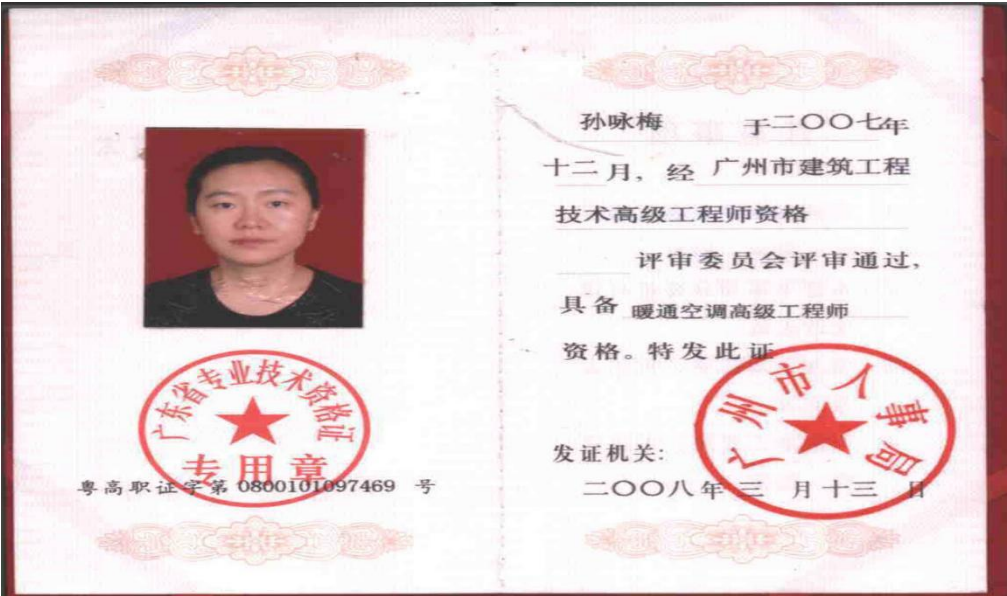 广东省专业技术资格证
专用章
粤高职证字第 0800101097469 号
孙咏梅 于二〇〇七年
十二月, 经 广州市建筑工程
技术高级工程师资格
评审委员会评审通过,
具备 暖通空调高级工程师
资格。特发此证
广州市人事局
发证机关:
二〇〇八年三月十三日